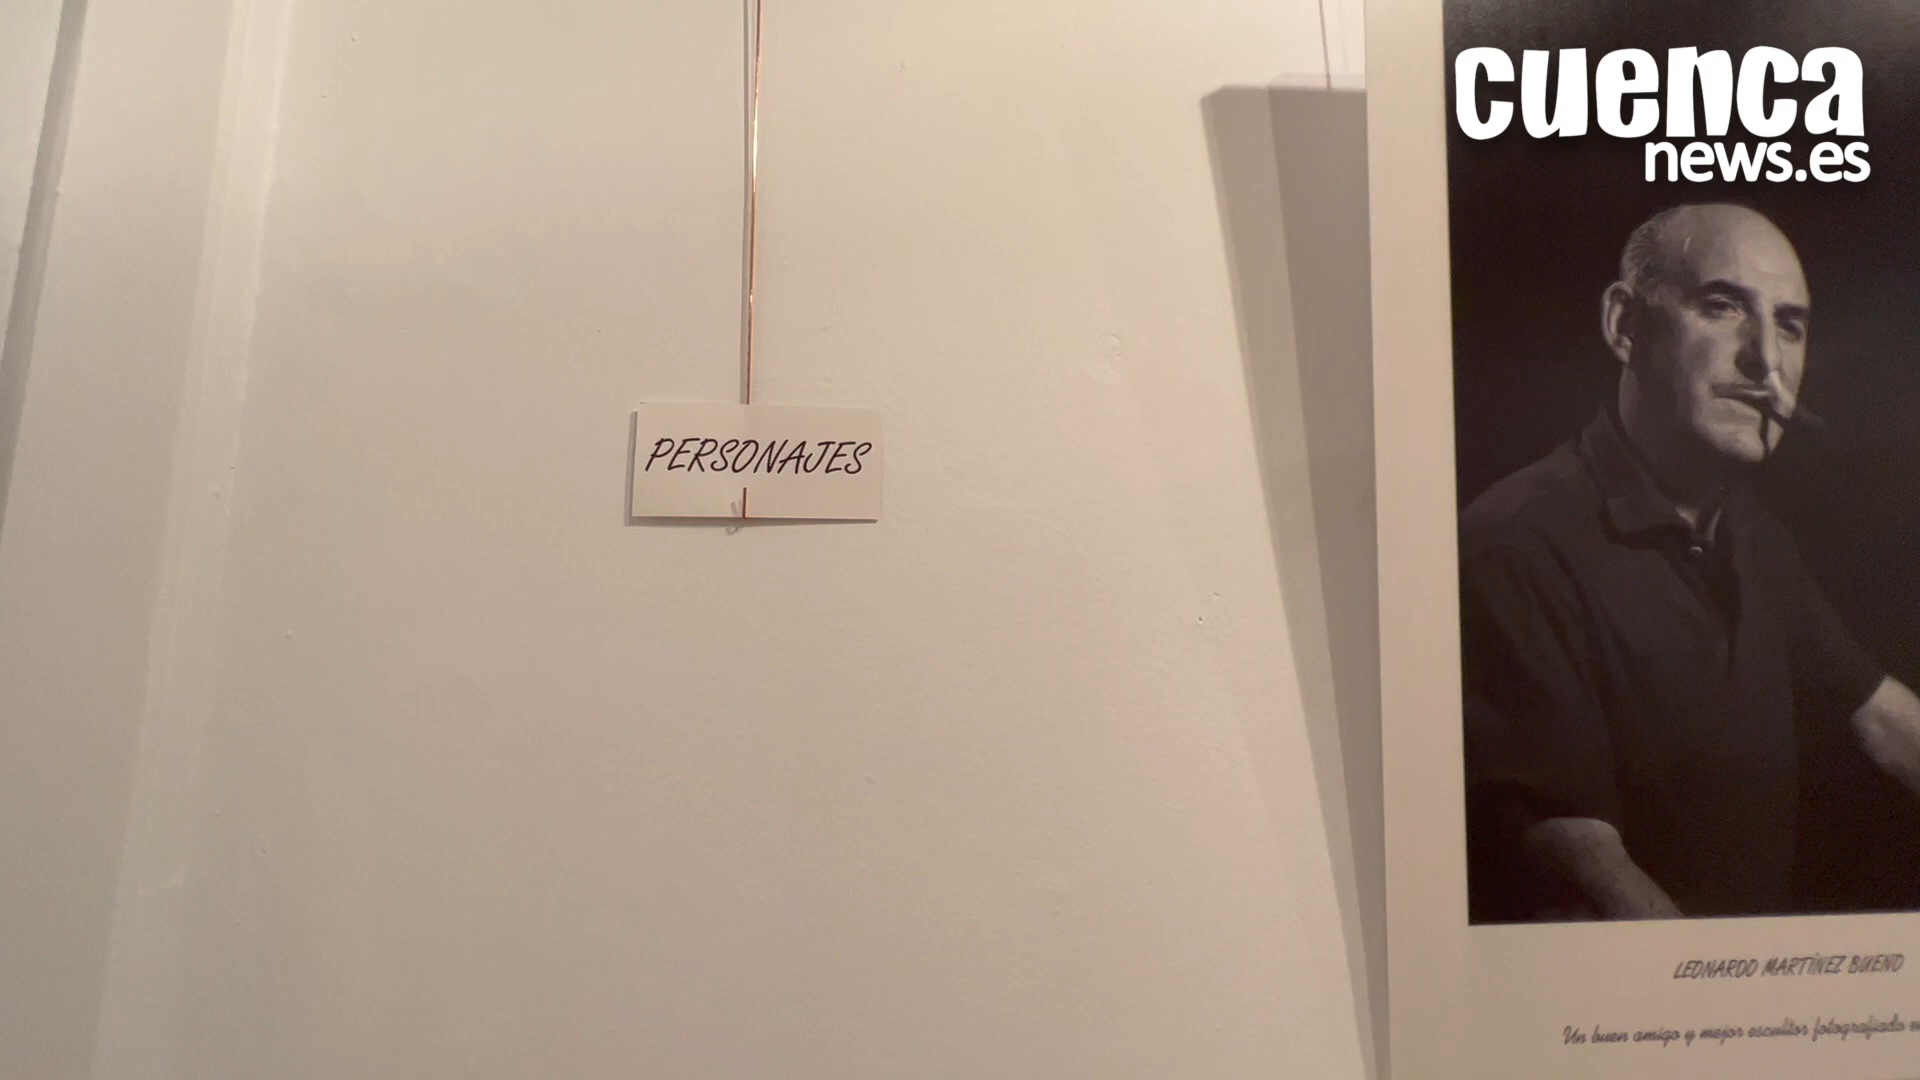 cuenca
news.es
PERSONAJES
LEONARDO MARTÍNEZ BUENO
Un buen amigo y mejor escultor fotografiado